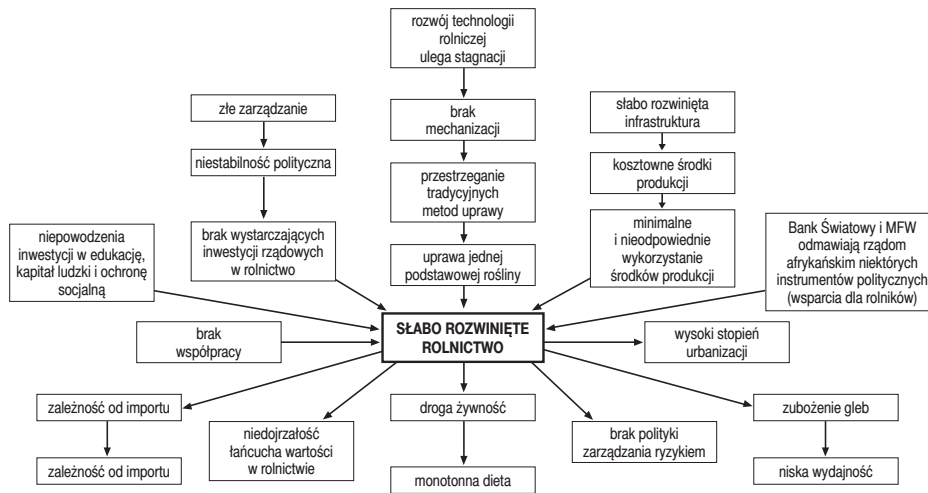 rozwój technologii
rolniczej
ulega stagnacji
złe zarządzanie
brak
mechanizacji
słabo rozwinięta
infrastruktura
niestabilność polityczna
kosztowne środki
produkcji
przestrzeganie
tradycyjnych
metod uprawy
niepowodzenia
inwestycji w edukację,
kapitał ludzki i ochronę
socjalną
brak wystarczających
inwestycji rządowych
w rolnictwo
uprawa jednej
podstawowej rośliny
minimalne
i nieodpowiednie
wykorzystanie
środków produkcji
Bank Światowy i MFW
odmawiają rządom
afrykańskim niektórych
instrumentów politycznych
(wsparcia dla rolników)
brak
współpracy
SŁABO ROZWINIĘTE
ROLNICTWO
wysoki stopień
urbanizacji
zależność od importu
niedojrzałość
łańcucha wartości
w rolnictwie
droga żywność
brak polityki
zarządzania ryzykiem
zubożenie gleb
zależność od importu
monotonna dieta
niska wydajność